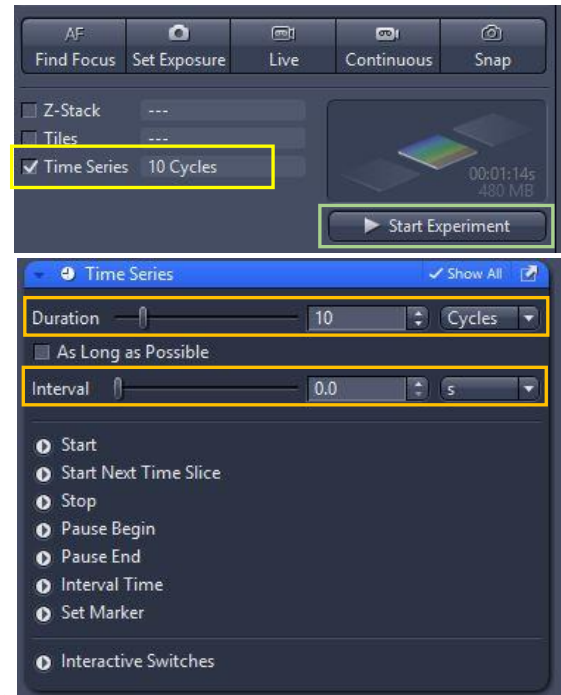 AF
Find Focus Set Exposure Live Continuous Snap
Z-Stack ---
Tiles ---
Time Series 10 Cycles
00:01:14s
480 MB
Start Experiment
Time Series Show All
Duration 10 Cycles
As Long as Possible
Interval 0.0 s
Start
Start Next Time Slice
Stop
Pause Begin
Pause End
Interval Time
Set Marker
Interactive Switches